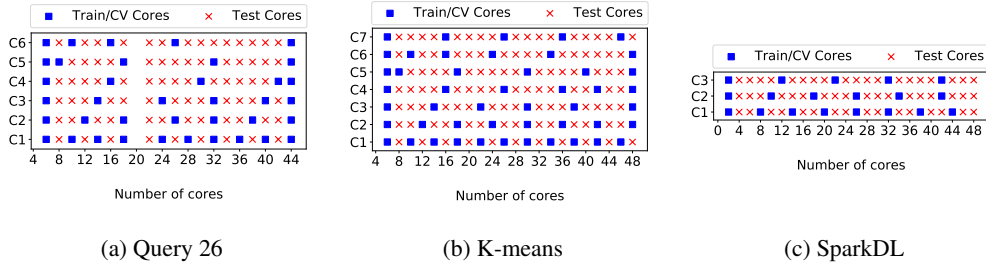 Train/CV Cores Test Cores
C6
C5
C4
C3
C2
C1
4 8 12 16 20 24 28 32 36 40 44
Number of cores
(a) Query 26
Train/CV Cores Test Cores
C7
C6
C5
C4
C3
C2
C1
4 8 12 16 20 24 28 32 36 40 44 48
Number of cores
(b) K-means
Train/CV Cores Test Cores
C3
C2
C1
0 4 8 12 16 20 24 28 32 36 40 44 48
Number of cores
(c) SparkDL